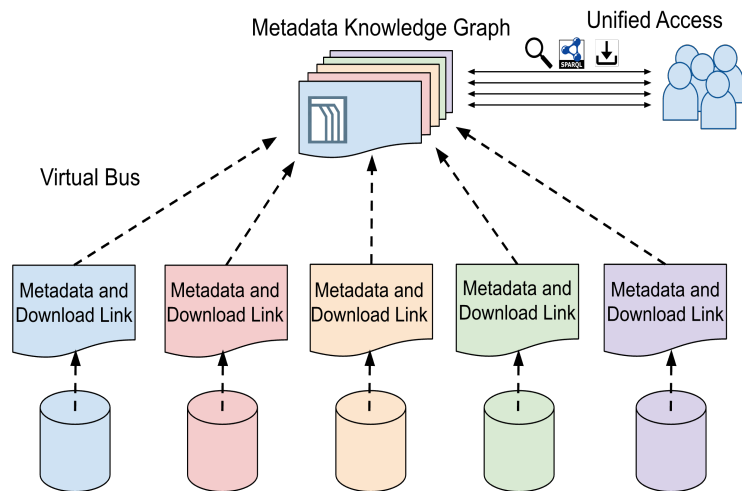 Metadata Knowledge Graph
Unified Access
SPARQL
Virtual Bus
Metadata and
Download Link
Metadata and
Download Link
Metadata and
Download Link
Metadata and
Download Link
Metadata and
Download Link